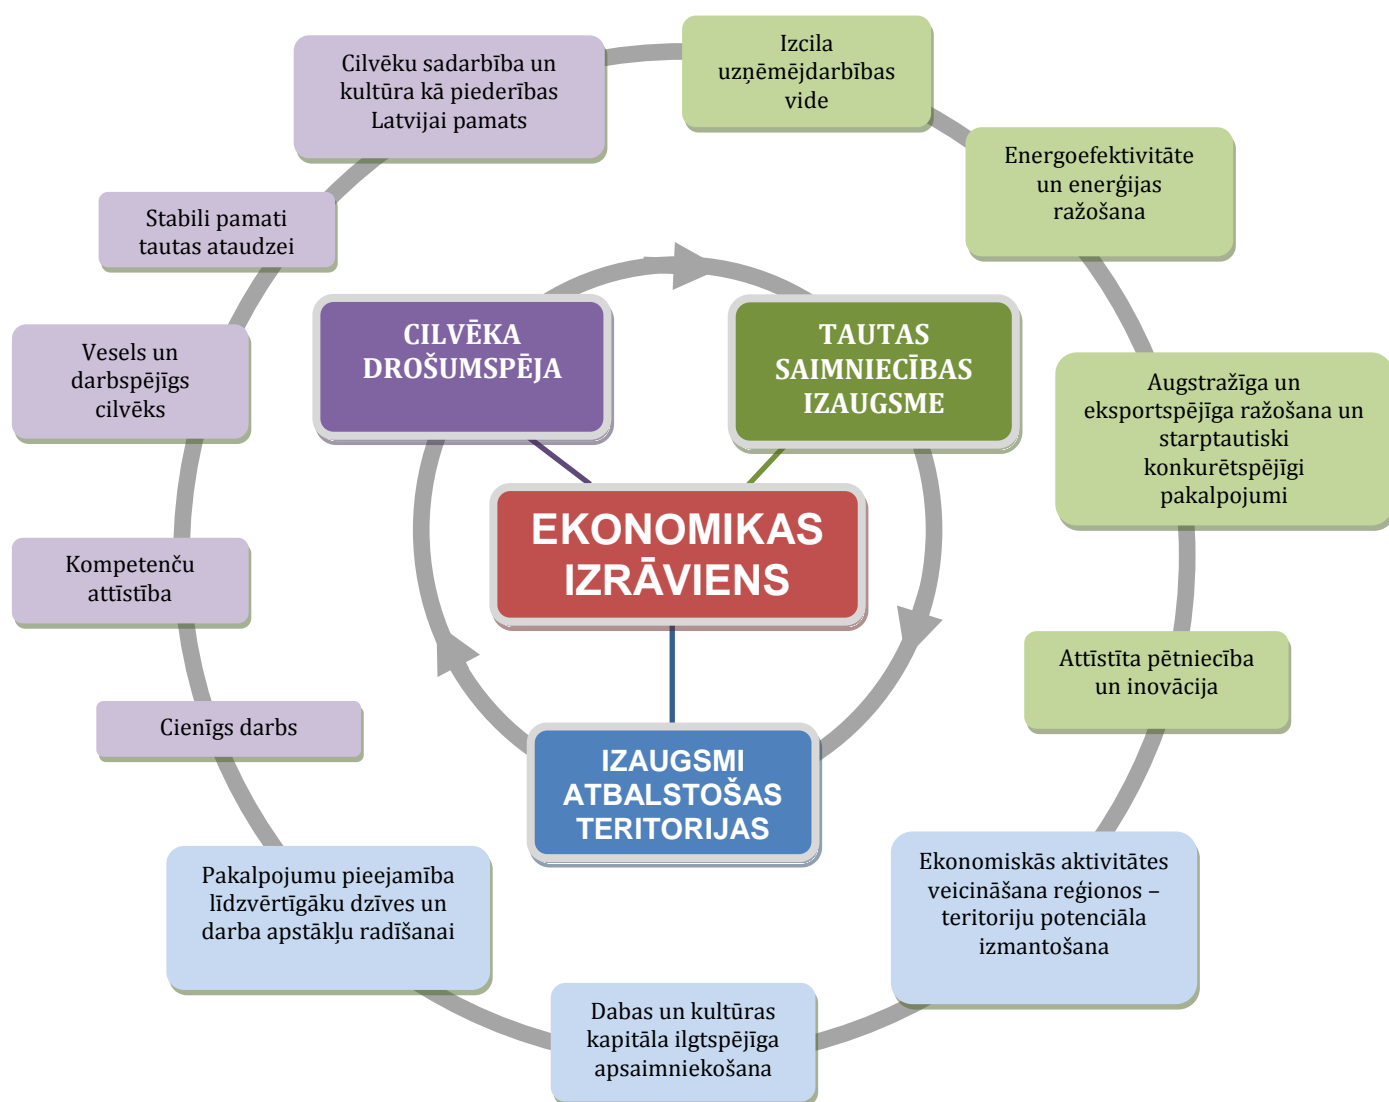 Cilvēku sadarbība un
kultūra kā piederības
Latvijai pamats
Izcila
uzņēmējdarbības
vide
Energoefektivitāte
un enerģijas
ražošana
Stabili pamati
tautas ataudzei
CILVĒKA
DROŠUMSPĒJA
TAUTAS
SAIMNIECĪBAS
IZAUGSME
Vesels un
darbspējīgs
cilvēks
Augstražīga un
eksportspējīga ražošana un
starptautiski
konkurētspējīgi
pakalpojumi
EKONOMIKAS
IZRĀVIENS
Kompetenču
attīstība
Attīstīta pētniecība
un inovācija
Cienīgs darbs
IZAUGSMI
ATBALSTOŠAS
TERITORIJAS
Pakalpojumu pieejamība
līdzvērtīgāku dzīves un
darba apstākļu radīšanai
Ekonomiskās aktivitātes
veicināšana reģionos –
teritoriju potenciāla
izmantošana
Dabas un kultūras
kapitāla ilgtspējīga
apsaimniekošana